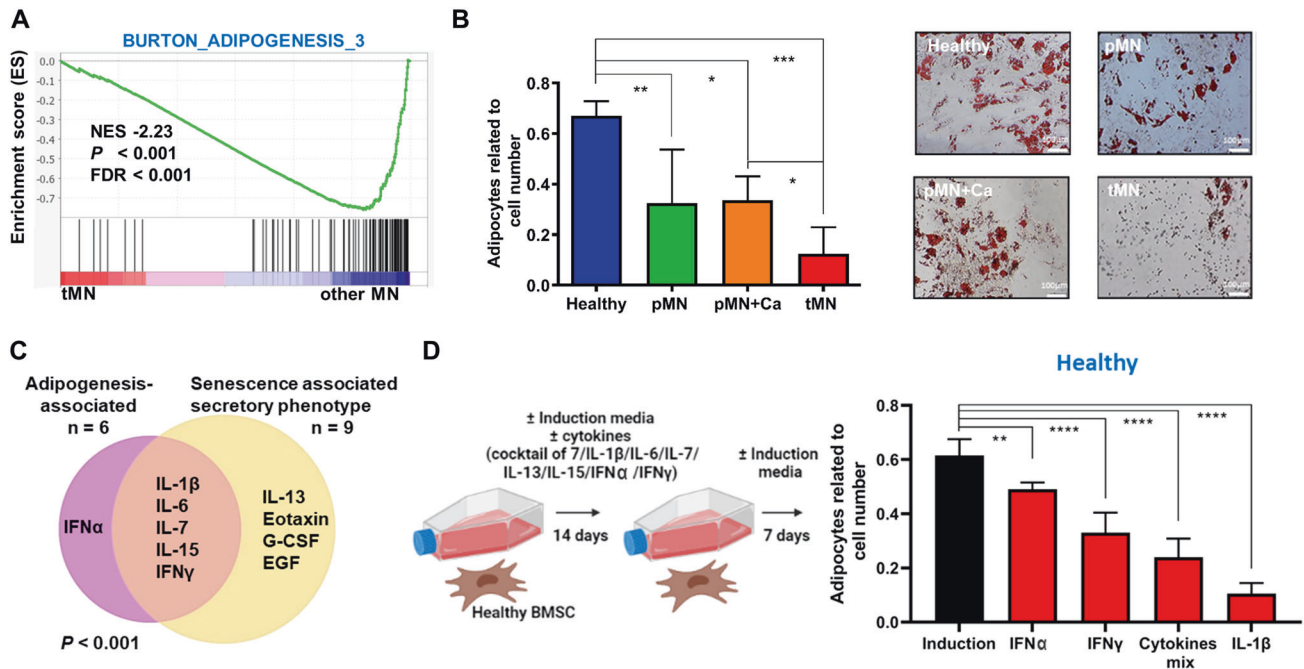 A
BURTON_ADIPOGENESIS_3
Enrichment score (ES)
0.0
-0.1
-0.2
-0.3
-0.4
-0.5
-0.6
-0.7
NES -2.23
P < 0.001
FDR < 0.001
tMN
other MN
B
Adipocytes related to
cell number
0.8
0.6
0.4
0.2
0.0
**
*
***
*
Healthy
pMN
pMN+Ca
tMN
Healthy
pMN
pMN+Ca
tMN
100µm
100µm
100µm
100µm
C
Adipogenesis-
associated
n = 6
Senescence associated
secretory phenotype
n = 9
IFNα
IL-1β
IL-6
IL-7
IL-15
IFNγ
IL-13
Eotaxin
G-CSF
EGF
P < 0.001
D
± Induction media
± cytokines
(cocktail of 7/IL-1β/IL-6/IL-7/
IL-13/IL-15/IFNα /IFNγ)
14 days
± Induction
media
7 days
Healthy BMSC
Healthy
Adipocytes related to
cell number
0.8
0.6
0.4
0.2
0.0
**
****
****
****
Induction
IFNα
IFNγ
Cytokines
mix
IL-1β